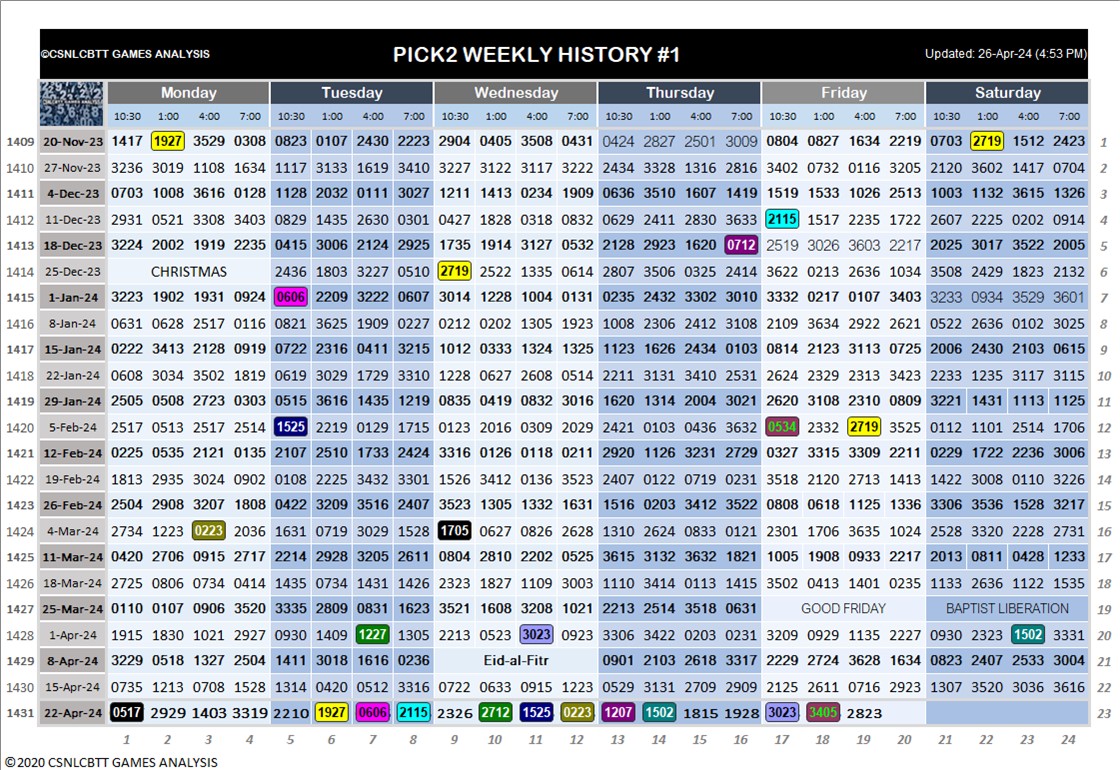 ©CSNLCBTT GAMES ANALYSIS PICK2 WEEKLY HISTORY #1 Updated: 26-Apr-24 (4:53 PM)
Monday Tuesday Wednesday Thursday Friday Saturday
10:30 1:00 4:00 7:00 10:30 1:00 4:00 7:00 10:30 1:00 4:00 7:00 10:30 1:00 4:00 7:00 10:30 1:00 4:00 7:00 10:30 1:00 4:00 7:00
1409 20-Nov-23 1417 1927 3529 0308 0823 0107 2430 2223 2904 0405 3508 0431 0424 2827 2501 3009 0804 0827 1634 2219 0703 2719 1512 2423 1
1410 27-Nov-23 3236 3019 1108 1634 1117 3133 1619 3410 3227 3122 3117 3222 2434 3328 1316 2816 3402 0732 0116 3205 2120 3602 1417 0704 2
1411 4-Dec-23 0703 1008 3616 0128 1128 2032 0111 3027 1211 1413 0234 1909 0636 3510 1607 1419 1519 1533 1026 2513 1003 1132 3615 1326 3
1412 11-Dec-23 2931 0521 3308 3403 0829 1435 2630 0301 0427 1828 0318 0832 0629 2411 2830 3633 2115 1517 2235 1722 2607 2225 0202 0914 4
1413 18-Dec-23 3224 2002 1919 2235 0415 3006 2124 2925 1735 1914 3127 0532 2128 2923 1620 0712 2519 3026 3603 2217 2025 3017 3522 2005 5
1414 25-Dec-23 CHRISTMAS 2436 1803 3227 0510 2719 2522 1335 0614 2807 3506 0325 2414 3622 0213 2636 1034 3508 2429 1823 2132 6
1415 1-Jan-24 3223 1902 1931 0924 0606 2209 3222 0607 3014 1228 1004 0131 0235 2432 3302 3010 3332 0217 0107 3403 3233 0934 3529 3601 7
1416 8-Jan-24 0631 0628 2517 0116 0821 3625 1909 0227 0212 0202 1305 1923 1008 2306 2412 3108 2109 3634 2922 2621 0522 2636 0102 3025 8
1417 15-Jan-24 0222 3413 2128 0919 0722 2316 0411 3215 1012 0333 1324 1325 1123 1626 2434 0103 0814 2123 3113 0725 2006 2430 2103 0615 9
1418 22-Jan-24 0608 3034 3502 1819 0619 3029 1729 3310 1228 0627 2608 0514 2211 3131 3410 2531 2624 2329 2313 3423 2233 1235 3117 3115 10
1419 29-Jan-24 2505 0508 2723 0303 0515 3616 1435 1219 0835 0419 0832 3016 1620 1314 2004 3021 2620 3108 2310 0809 3221 1431 1113 1125 11
1420 5-Feb-24 2517 0513 2517 2514 1525 2219 0129 1715 0123 2016 0309 2029 2421 0103 0436 3632 0534 2332 2719 3525 0112 1101 2514 1706 12
1421 12-Feb-24 0225 0535 2121 0135 2107 2510 1733 2424 3316 0126 0118 0211 2920 1126 3231 2729 0327 3315 3309 2211 0229 1722 2236 3006 13
1422 19-Feb-24 1813 2935 3024 0902 0108 2225 3432 3301 1526 3412 0136 3513 2407 0122 0719 0231 3518 2120 2713 1413 1422 3008 0110 3226 14
1423 26-Feb-24 2504 2908 3207 1808 0422 3209 3516 2407 3523 1305 1332 1631 1516 0203 3412 3522 0808 0618 1125 1335 3306 3536 1528 3217 15
1424 4-Mar-24 2734 1223 0223 2036 1631 0719 3029 1528 1705 0627 0826 2628 1310 0624 0833 0121 2301 1706 3635 1024 2528 3320 2228 2731 16
1425 11-Mar-24 0420 2706 0915 2717 2214 2928 3205 2611 0804 2810 2202 0525 3615 3132 3632 1821 1005 1908 0933 2217 2013 0811 0428 1233 17
1426 18-Mar-24 2725 0806 0734 0414 1435 0734 1431 1426 2323 1827 1109 3003 1110 3414 0113 1415 3502 0413 1401 0235 1133 2636 1122 1535 18
1427 25-Mar-24 0110 0107 0906 3520 3335 2809 0831 1623 3521 1608 3208 1021 2213 2514 3518 0631 GOOD FRIDAY BAPTIST LIBERATION 19
1428 1-Apr-24 1915 1830 1021 2927 0930 1409 1227 1305 2213 0523 3023 0923 3306 3422 0203 0231 3209 0929 1135 2227 0930 2323 1502 3331 20
1429 8-Apr-24 3229 0518 1327 2504 1411 3018 1616 0236 Eid-al-Fitr 0901 2103 2618 3317 2229 2724 3628 1634 0823 2407 2533 3004 21
1430 15-Apr-24 0735 1213 0708 1528 1314 0420 0512 3316 0722 0633 0915 1223 0529 3131 2709 2909 2125 2611 0716 2923 1307 3520 3036 3616 22
1431 22-Apr-24 0517 2929 1403 3319 2210 1927 0606 2115 2326 2712 1525 0223 1207 1502 1815 1928 3023 3405 2823 23
1 2 3 4 5 6 7 8 9 10 11 12 13 14 15 16 17 18 19 20 21 22 23 24
©2020 CSNLCBTT GAMES ANALYSIS